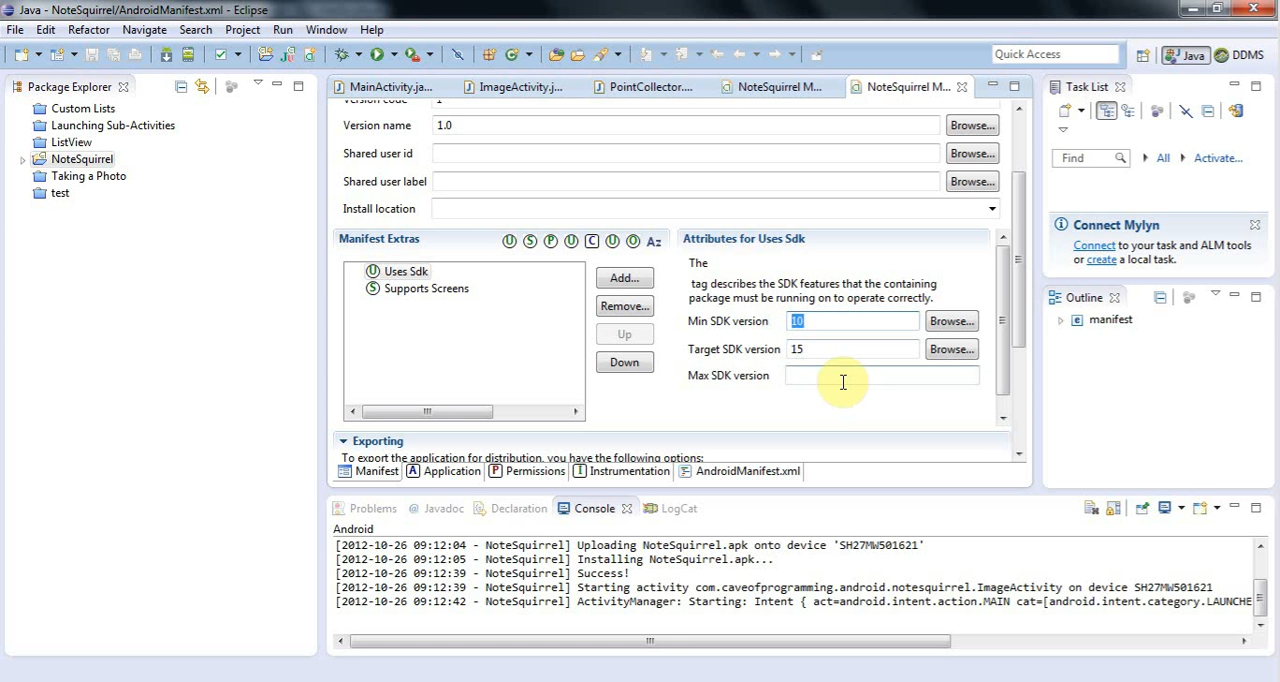 Java - NoteSquirrel/AndroidManifest.xml - Eclipse
File Edit Refactor Navigate Search Project Run Window Help
Quick Access
Java
DDMS
Package Explorer
Custom Lists
Launching Sub-Activities
ListView
NoteSquirrel
Taking a Photo
test
MainActivity.ja...
ImageActivity.j...
PointCollector....
NoteSquirrel M...
NoteSquirrel M...
Version code 1
Version name 1.0 Browse...
Shared user id Browse...
Shared user label Browse...
Install location
Manifest Extras
U S P U C U O Az
U Uses Sdk
S Supports Screens
Add...
Remove...
Up
Down
Attributes for Uses Sdk
The
tag describes the SDK features that the containing
package must be running on to operate correctly.
Min SDK version 10 Browse...
Target SDK version 15 Browse...
Max SDK version
Exporting
To export the application for distribution, you have the following options:
Manifest
A Application
P Permissions
I Instrumentation
AndroidManifest.xml
Task List
Find
All
Activate...
Connect Mylyn
Connect to your task and ALM tools
or create a local task.
Outline
e manifest
Problems
@ Javadoc
Declaration
Console
LogCat
Android
[2012-10-26 09:12:04 - NoteSquirrel] Uploading NoteSquirrel.apk onto device 'SH27MW501621'
[2012-10-26 09:12:05 - NoteSquirrel] Installing NoteSquirrel.apk...
[2012-10-26 09:12:39 - NoteSquirrel] Success!
[2012-10-26 09:12:39 - NoteSquirrel] Starting activity com.caveofprogramming.android.notesquirrel.ImageActivity on device SH27MW501621
[2012-10-26 09:12:42 - NoteSquirrel] ActivityManager: Starting: Intent { act=android.intent.action.MAIN cat=[android.intent.category.LAUNCHE